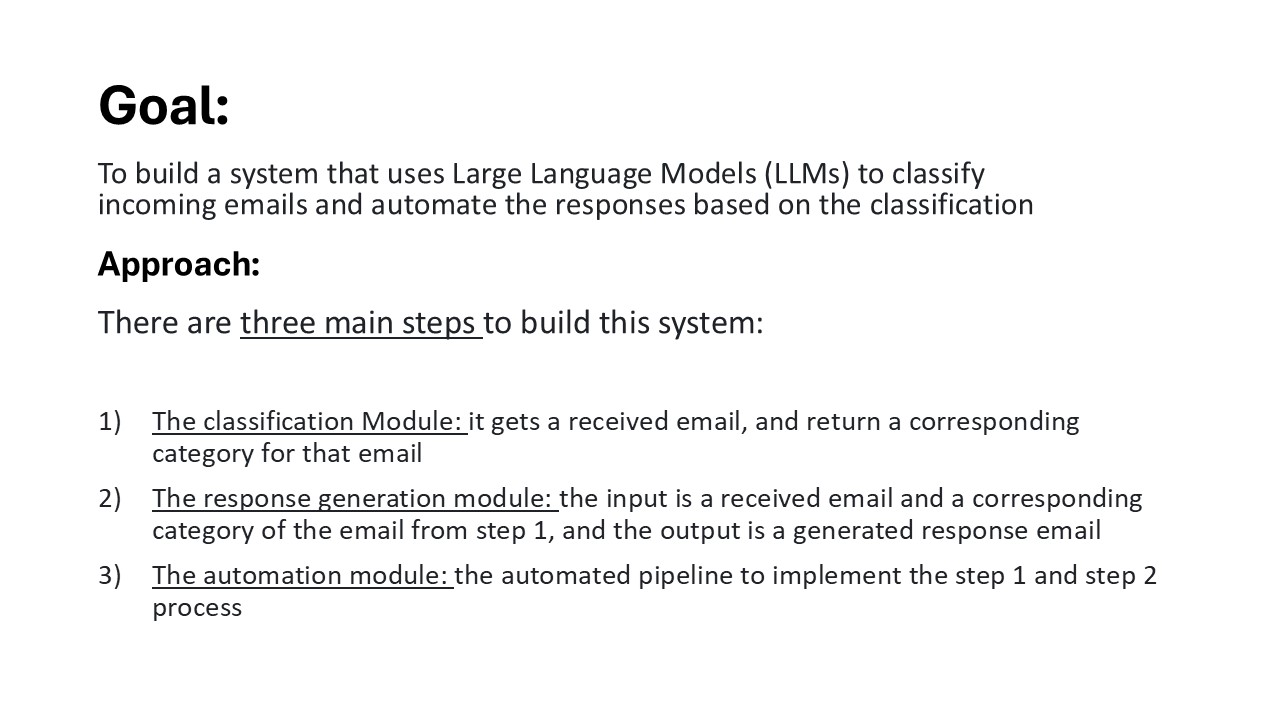 Goal:
To build a system that uses Large Language Models (LLMs) to classify
incoming emails and automate the responses based on the classification
Approach:
There are three main steps to build this system:
1) The classification Module: it gets a received email, and return a corresponding
category for that email
2) The response generation module: the input is a received email and a corresponding
category of the email from step 1, and the output is a generated response email
3) The automation module: the automated pipeline to implement the step 1 and step 2
process